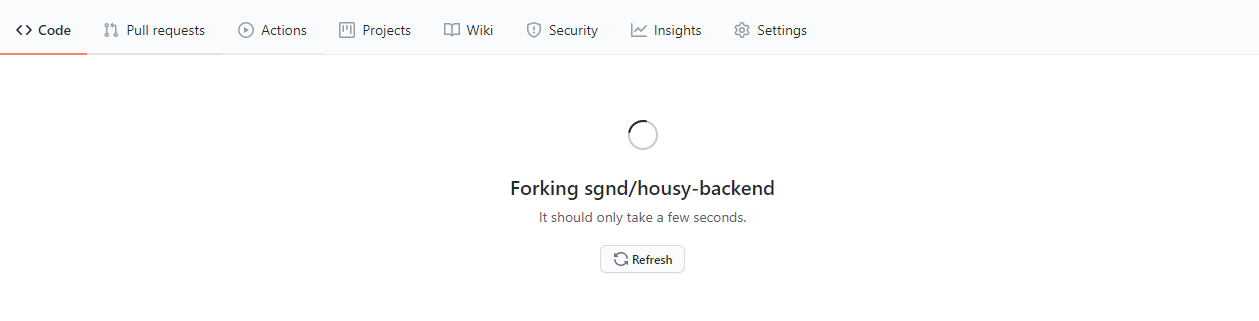 Code Pull requests Actions Projects Wiki Security Insights Settings
Forking sgnd/housy-backend
It should only take a few seconds.
Refresh